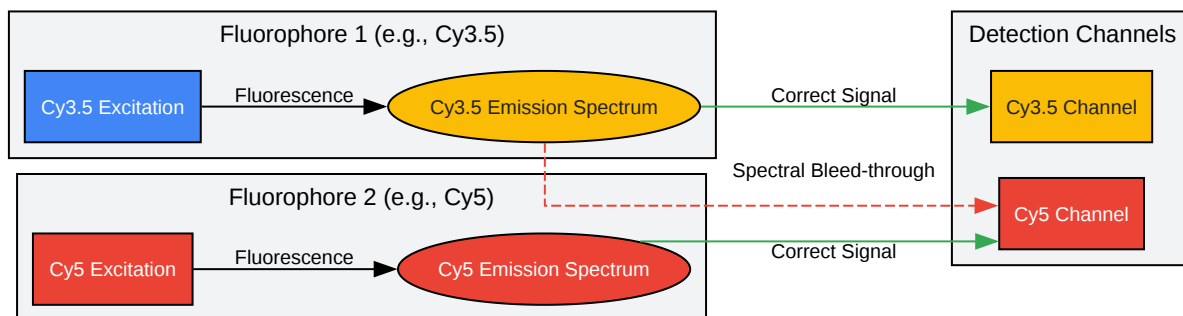 Fluorophore 1 (e.g., Cy3.5)
Detection Channels
Cy3.5 Excitation
Fluorescence
Cy3.5 Emission Spectrum
Correct Signal
Cy3.5 Channel
Spectral Bleed-through
Fluorophore 2 (e.g., Cy5)
Cy5 Channel
Cy5 Excitation
Fluorescence
Cy5 Emission Spectrum
Correct Signal